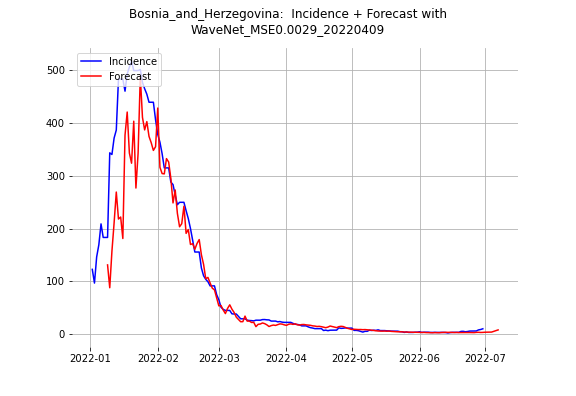 Bosnia_and_Herzegovina:  Incidence + Forecast with
WaveNet_MSE0.0029_20220409
Incidence
Forecast
500
400
300
200
100
0
2022-01 2022-02 2022-03 2022-04 2022-05 2022-06 2022-07